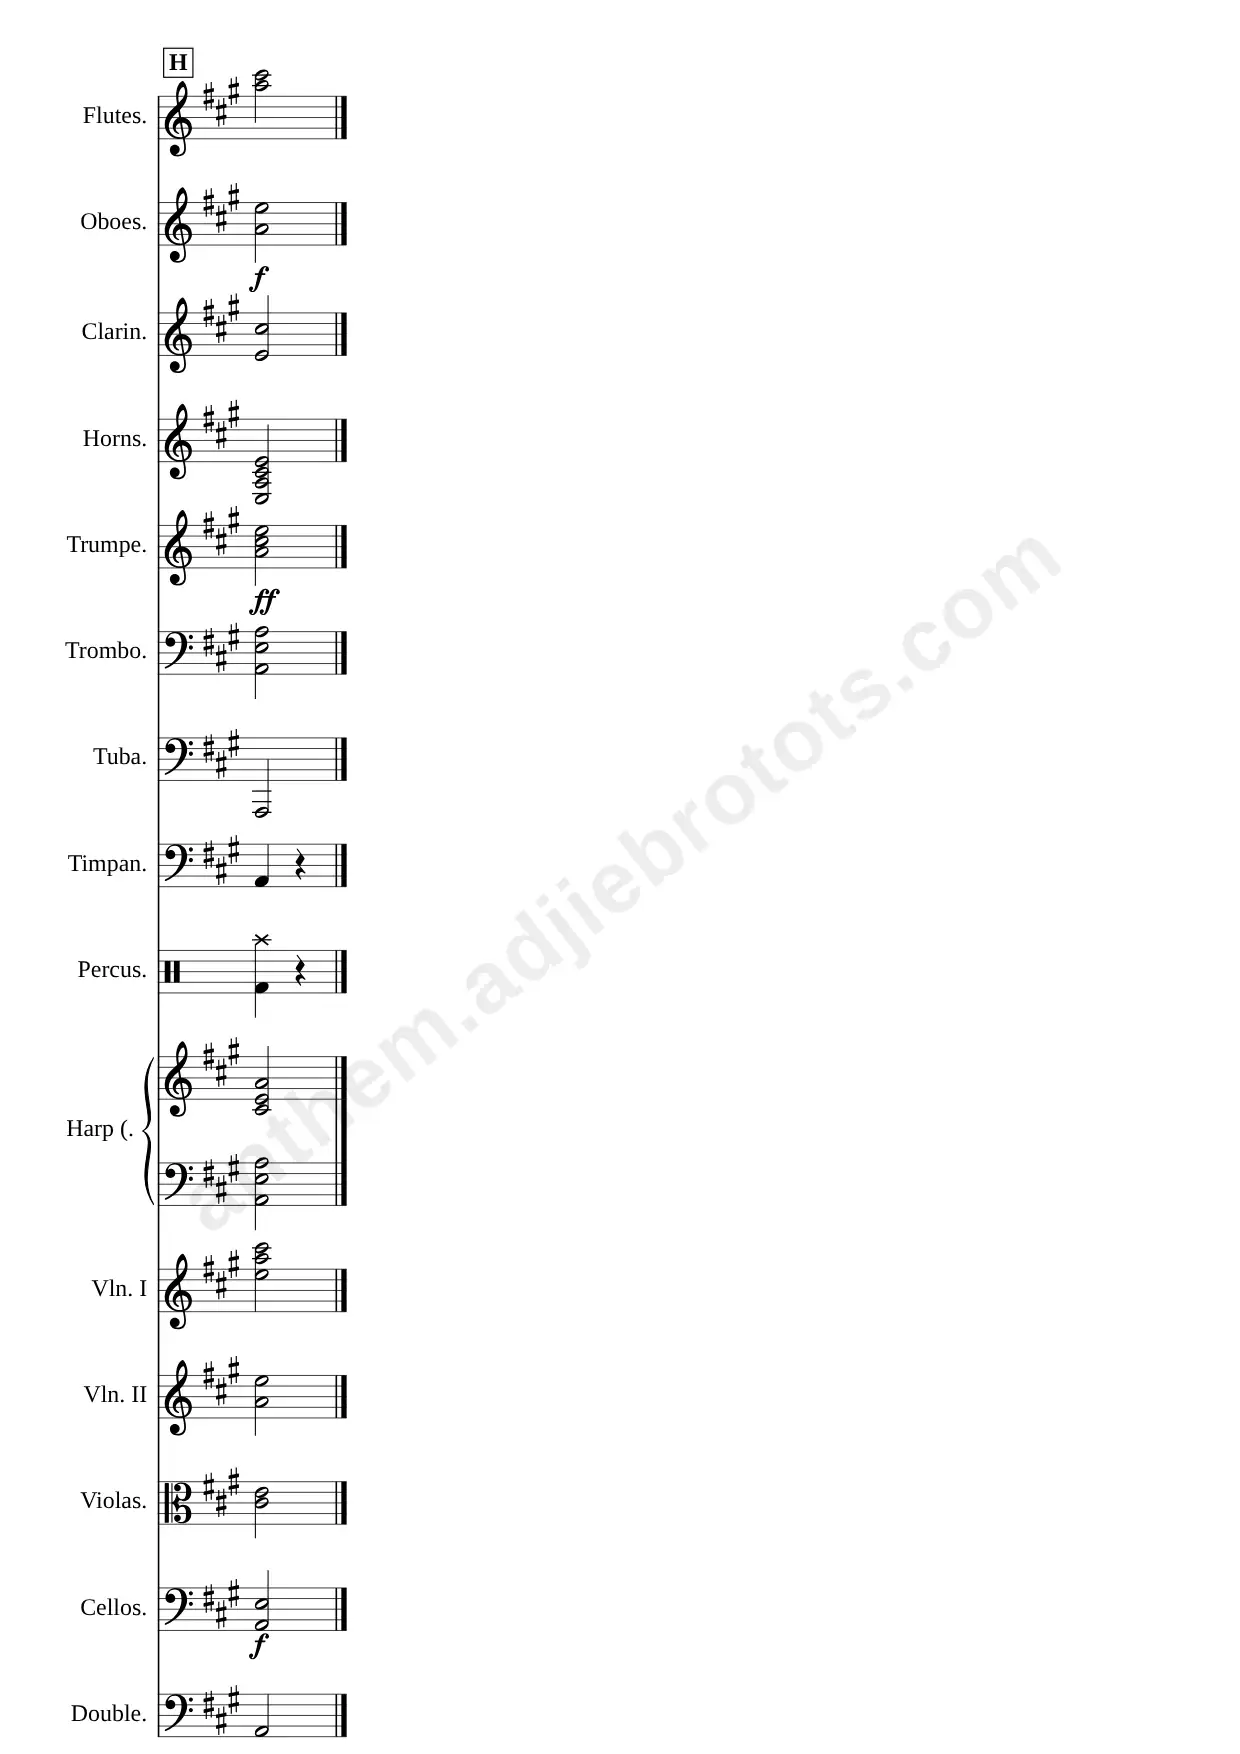 H
Flutes.
Oboes.
f
Clarin.
Horns.
Trumpe.
ff
Trombo.
Tuba.
Timpan.
Percus.
Harp (.
Vln. I
Vln. II
Violas.
Cellos.
f
Double.
anthem.adjiebrotots.com